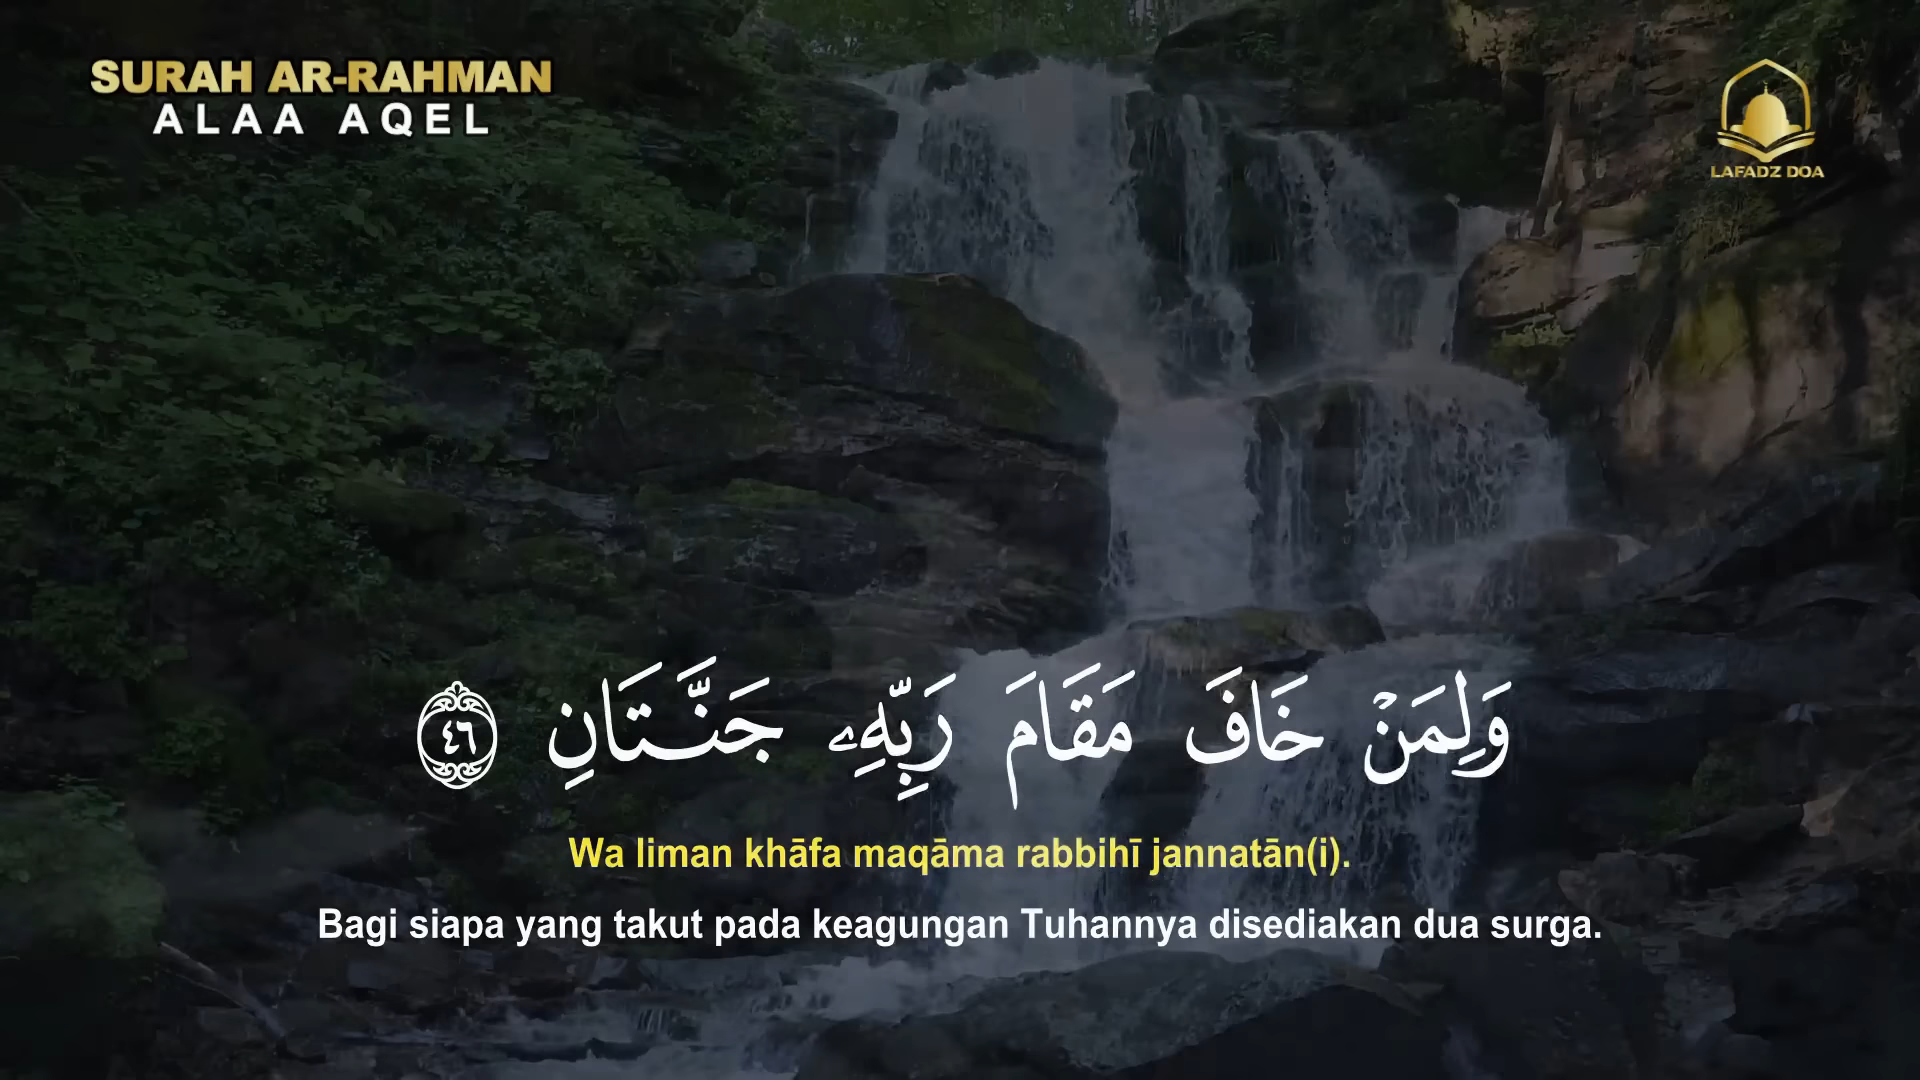 SURAH AR-RAHMAN
ALAA AQEL
LAFADZ DOA
وَلِمَنْ خَافَ مَقَامَ رَبِّهِۦ جَنَّتَانِ ٤٦
Wa liman khāfa maqāma rabbihī jannatān(i).
Bagi siapa yang takut pada keagungan Tuhannya disediakan dua surga.